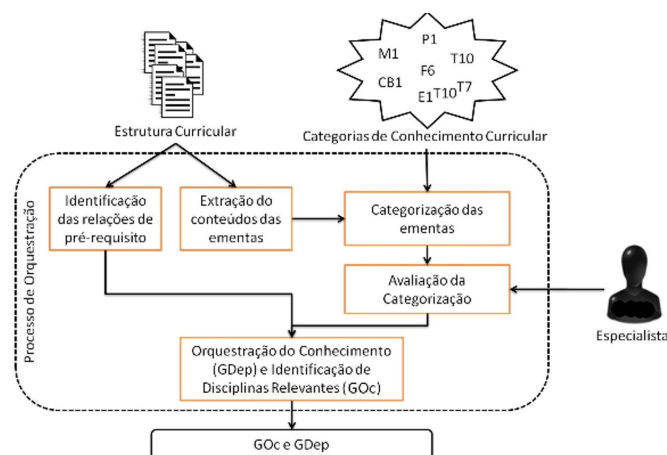 P1
M1
T10
F6
CB1
T7
E1
T10
Estrutura Curricular
Categorias de Conhecimento Curricular
Processo de Orquestração
Identificação
das relações de
pré-requisito
Extração do
conteúdos das
ementas
Categorização das
ementas
Avaliação da
Categorização
Especialista
Orquestração do Conhecimento
(GDep) e Identificação de
Disciplinas Relevantes (GOc)
GOc e GDep